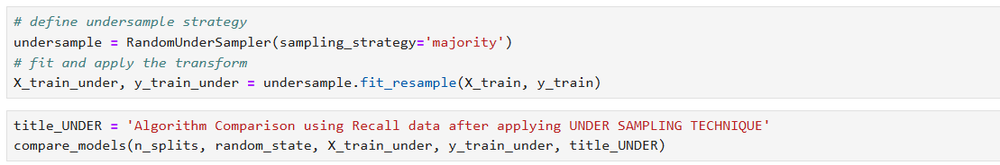 # define undersample strategy
undersample = RandomUnderSampler(sampling_strategy='majority')
# fit and apply the transform
X_train_under, y_train_under = undersample.fit_resample(X_train, y_train)
title_UNDER = 'Algorithm Comparison using Recall data after applying UNDER SAMPLING TECHNIQUE'
compare_models(n_splits, random_state, X_train_under, y_train_under, title_UNDER)